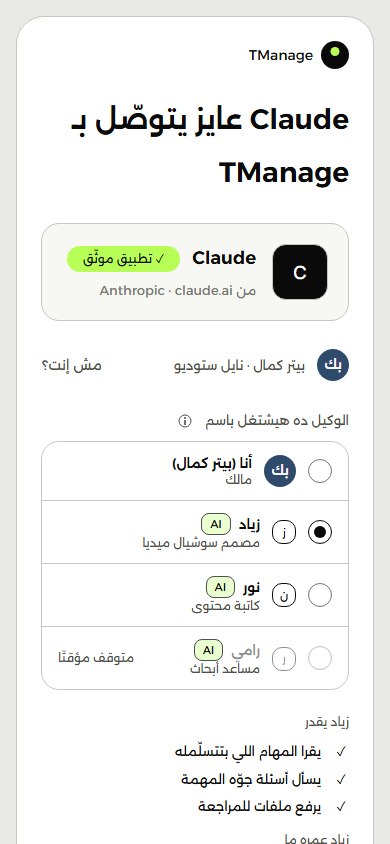 TManage
Claude عايز يتوصّل بـ
TManage
C
Claude
✓ تطبيق موثّق
من Anthropic · claude.ai
بك
بيتر كمال · نايل ستوديو
مش إنت؟
الوكيل ده هيشتغل باسم
بك
أنا (بيتر كمال)
مالك
ز
زياد
AI
مصمم سوشيال ميديا
ن
نور
AI
كاتبة محتوى
ر
رامي
AI
مساعد أبحاث
متوقف مؤقتًا
زياد يقدر
✓ يقرا المهام اللي بتتسلّمله
✓ يسأل أسئلة جوّه المهمة
✓ يرفع ملفات للمراجعة
زياد عمره ما